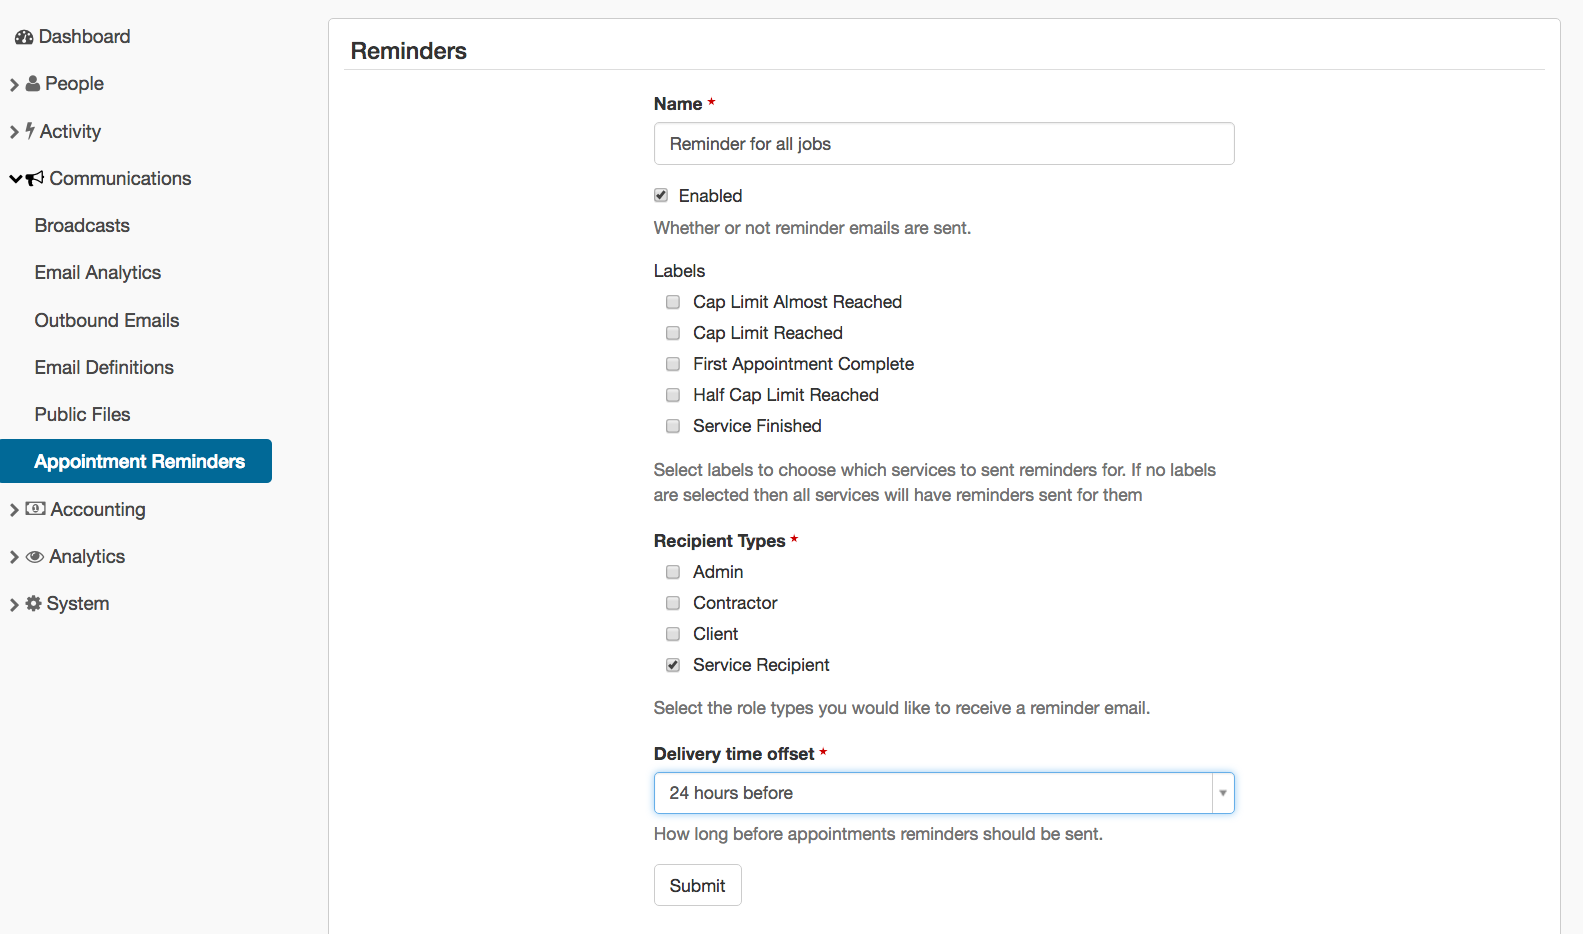 Dashboard
People
Activity
Communications
Broadcasts
Email Analytics
Outbound Emails
Email Definitions
Public Files
Appointment Reminders
Accounting
Analytics
System
Reminders
Name *
Reminder for all jobs
Enabled
Whether or not reminder emails are sent.
Labels
Cap Limit Almost Reached
Cap Limit Reached
First Appointment Complete
Half Cap Limit Reached
Service Finished
Select labels to choose which services to sent reminders for. If no labels
are selected then all services will have reminders sent for them
Recipient Types *
Admin
Contractor
Client
Service Recipient
Select the role types you would like to receive a reminder email.
Delivery time offset *
24 hours before
How long before appointments reminders should be sent.
Submit